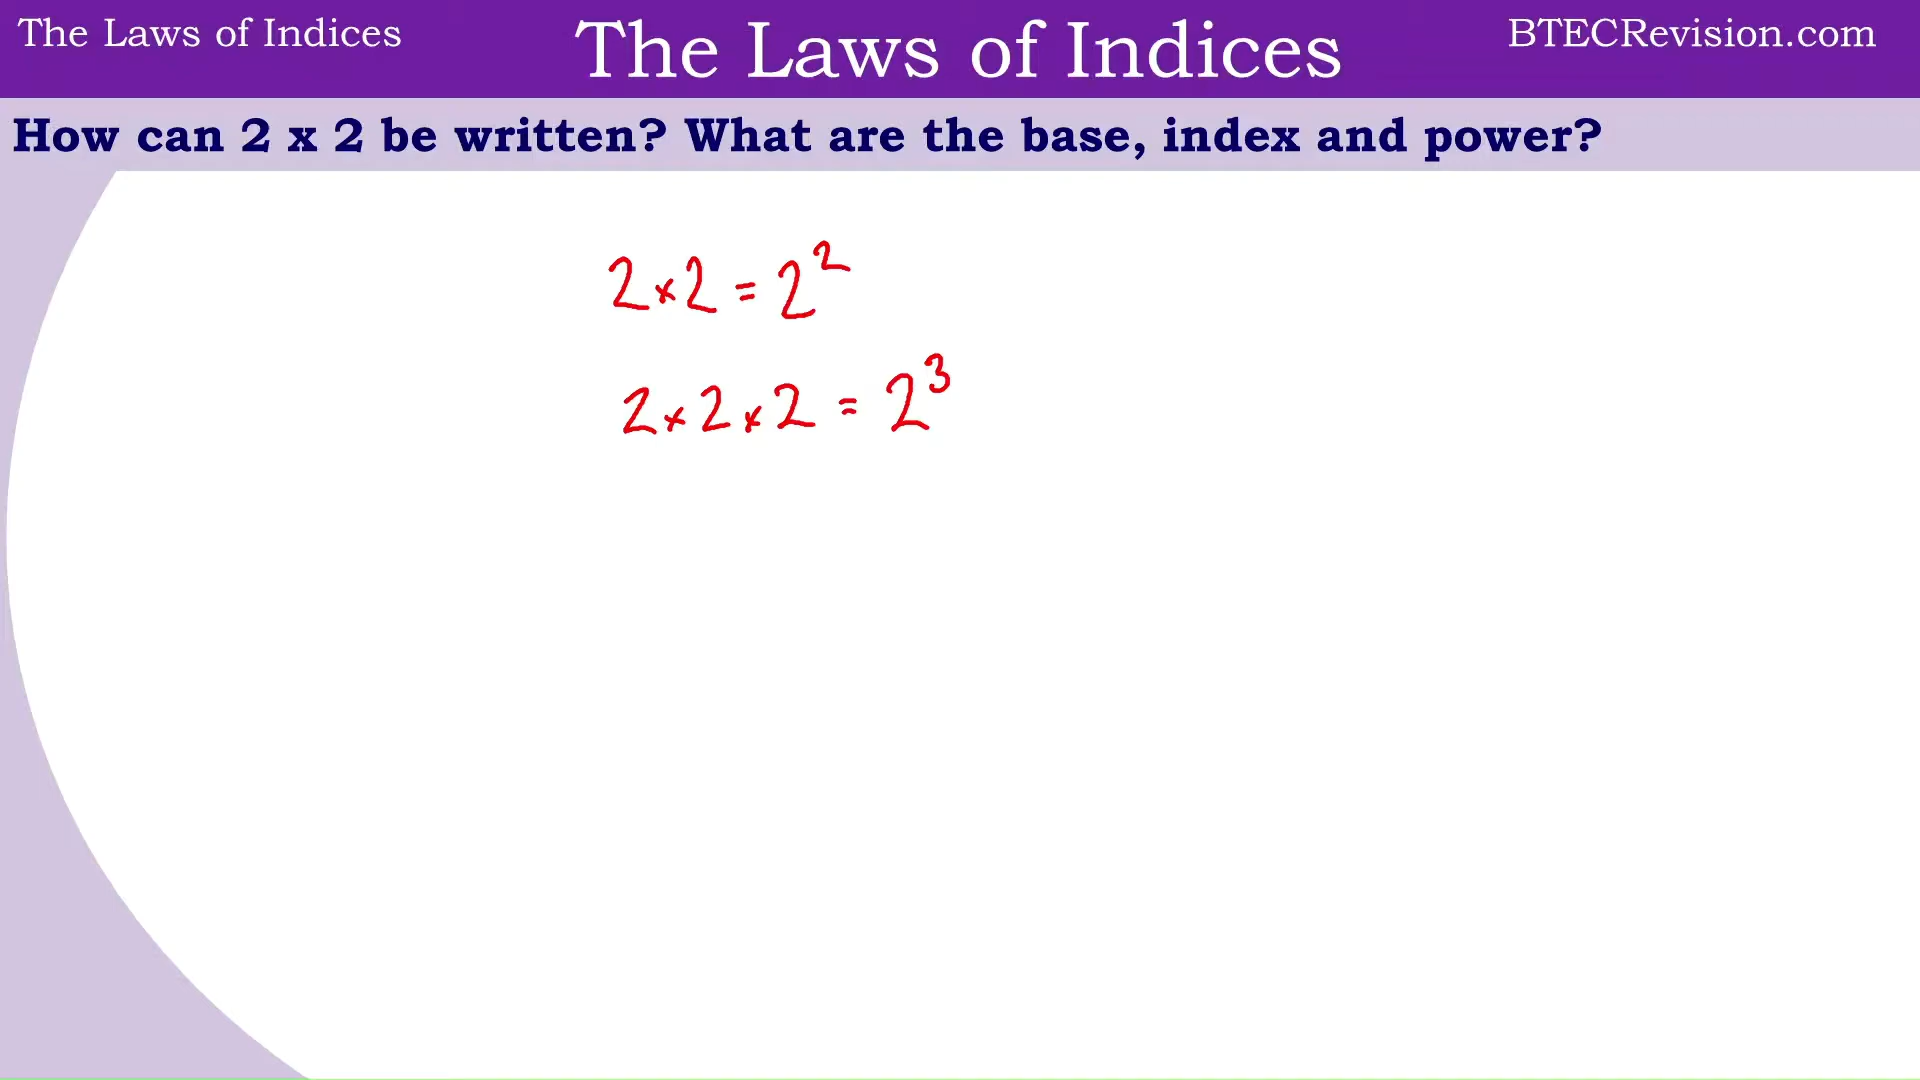 The Laws of Indices
The Laws of Indices
BTECRevision.com
How can 2 x 2 be written? What are the base, index and power?
2 × 2 = 2²
2 × 2 × 2 = 2³